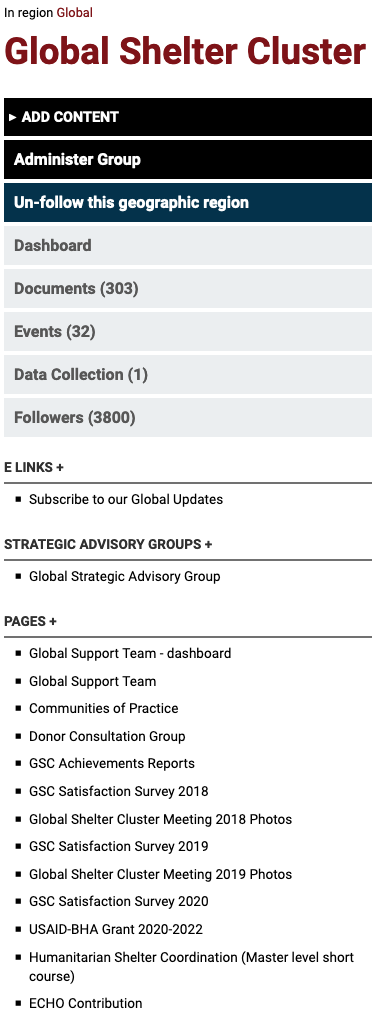 In region Global
Global Shelter Cluster
ADD CONTENT
Administer Group
Un-follow this geographic region
Dashboard
Documents (303)
Events (32)
Data Collection (1)
Followers (3800)
E LINKS +
Subscribe to our Global Updates
STRATEGIC ADVISORY GROUPS +
Global Strategic Advisory Group
PAGES +
Global Support Team - dashboard
Global Support Team
Communities of Practice
Donor Consultation Group
GSC Achievements Reports
GSC Satisfaction Survey 2018
Global Shelter Cluster Meeting 2018 Photos
GSC Satisfaction Survey 2019
Global Shelter Cluster Meeting 2019 Photos
GSC Satisfaction Survey 2020
USAID-BHA Grant 2020-2022
Humanitarian Shelter Coordination (Master level short
course)
ECHO Contribution